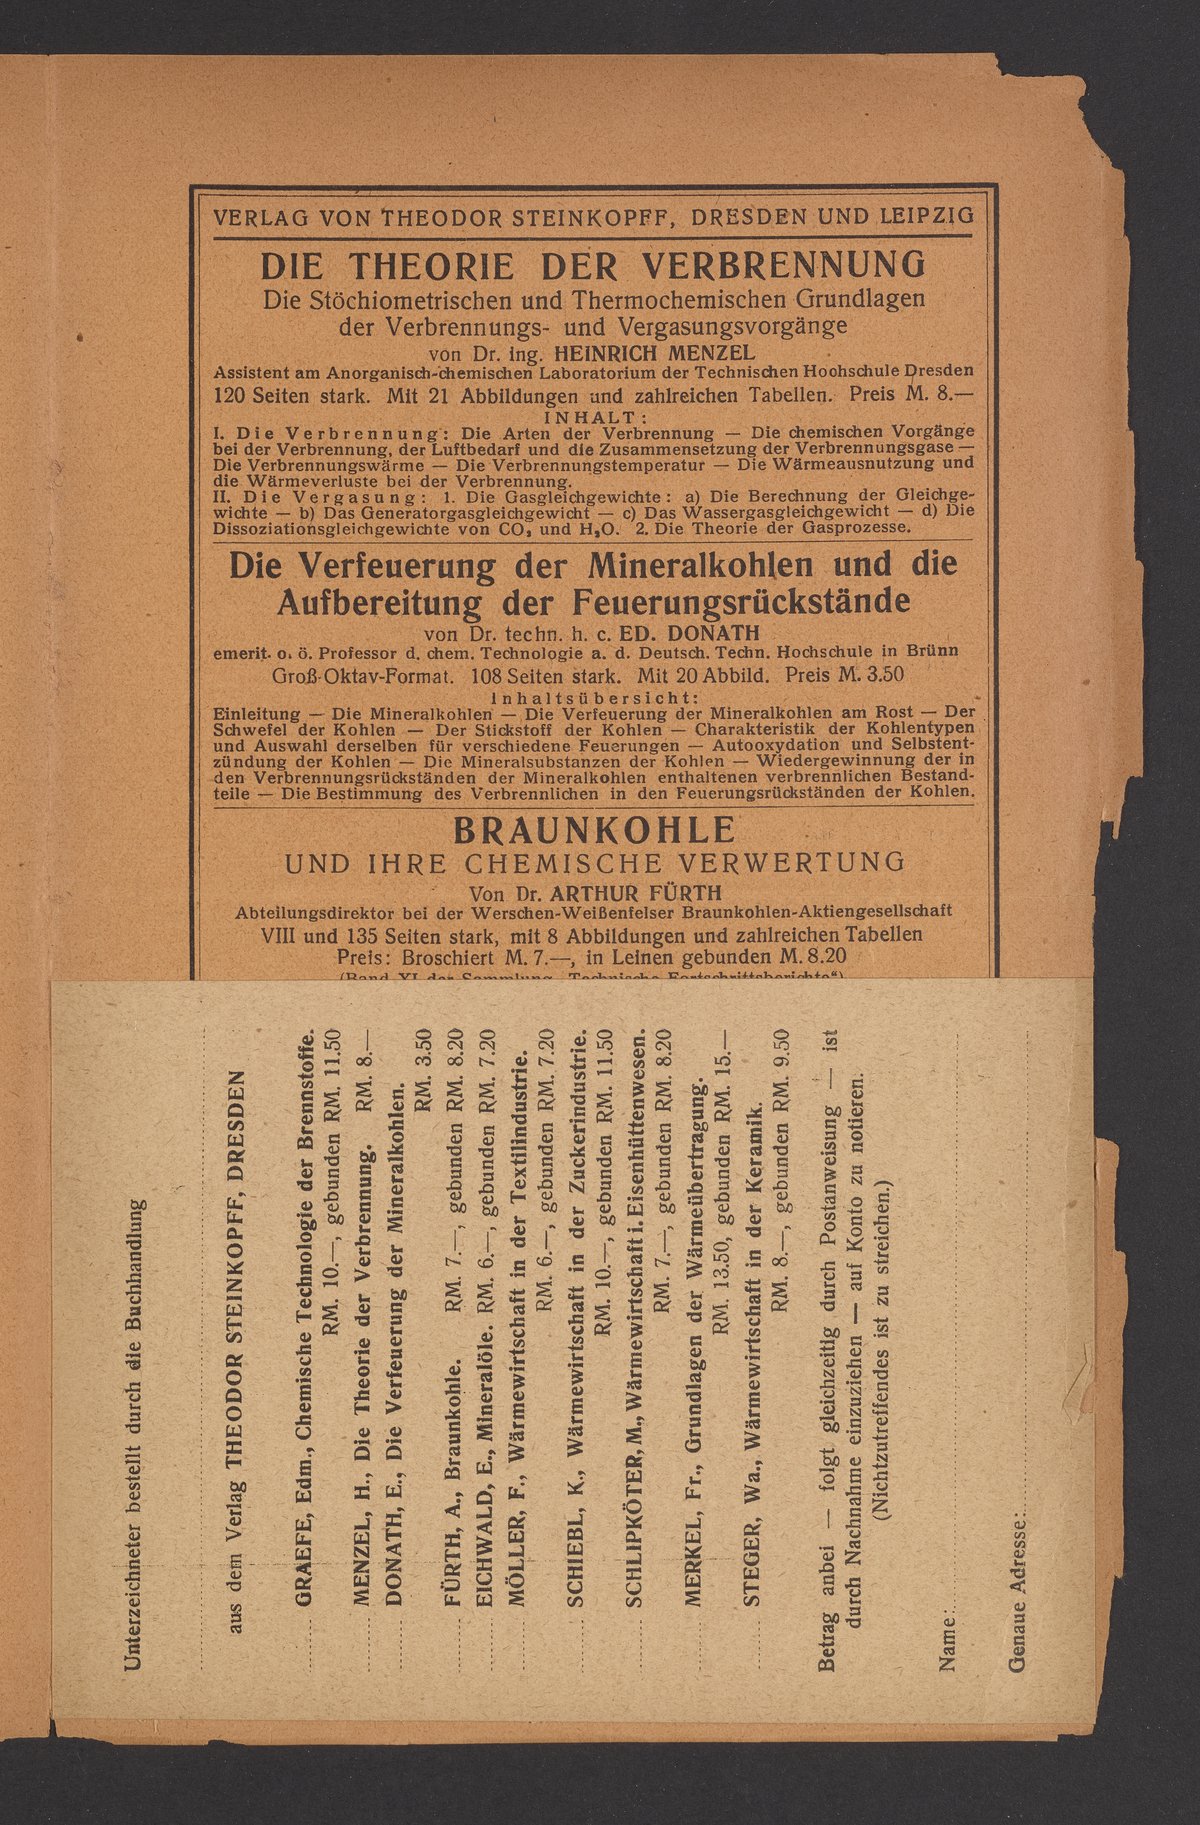 VERLAG VON THEODOR STEINKOPFF, DRESDEN UND LEIPZIG
DIE THEORIE DER VERBRENNUNG
Die Stöchiometrischen und Thermochemischen Grundlagen
der Verbrennungs- und Vergasungsvorgänge
von Dr. ing. HEINRICH MENZEL
Assistent am Anorganisch-chemischen Laboratorium der Technischen Hochschule Dresden
120 Seiten stark. Mit 21 Abbildungen und zahlreichen Tabellen. Preis M. 8.—
INHALT:
I. Die Verbrennung: Die Arten der Verbrennung — Die chemischen Vorgänge
bei der Verbrennung, der Luftbedarf und die Zusammensetzung der Verbrennungsgase —
Die Verbrennungswärme — Die Verbrennungstemperatur — Die Wärmeausnutzung und
die Wärmeverluste bei der Verbrennung.
II. Die Vergasung: 1. Die Gasgleichgewichte: a) Die Berechnung der Gleichge-
wichte — b) Das Generatorgasgleichgewicht — c) Das Wassergasgleichgewicht — d) Die
Dissoziationsgleichgewichte von CO₂ und H₂O. 2. Die Theorie der Gasprozesse.
Die Verfeuerung der Mineralkohlen und die
Aufbereitung der Feuerungsrückstände
von Dr. techn. h. c. ED. DONATH
emerit. o. ö. Professor d. chem. Technologie a. d. Deutsch. Techn. Hochschule in Brünn
Groß-Oktav-Format. 108 Seiten stark. Mit 20 Abbild. Preis M. 3.50
Inhaltsübersicht:
Einleitung — Die Mineralkohlen — Die Verfeuerung der Mineralkohlen am Rost — Der
Schwefel der Kohlen — Der Stickstoff der Kohlen — Charakteristik der Kohlentypen
und Auswahl derselben für verschiedene Feuerungen — Autooxydation und Selbstent-
zündung der Kohlen — Die Mineralsubstanzen der Kohlen — Wiedergewinnung der in
den Verbrennungsrückständen der Mineralkohlen enthaltenen verbrennlichen Bestand-
teile — Die Bestimmung des Verbrennlichen in den Feuerungsrückständen der Kohlen.
BRAUNKOHLE
UND IHRE CHEMISCHE VERWERTUNG
Von Dr. ARTHUR FÜRTH
Abteilungsdirektor bei der Werschen-Weißenfelser Braunkohlen-Aktiengesellschaft
VIII und 135 Seiten stark, mit 8 Abbildungen und zahlreichen Tabellen
Preis: Broschiert M. 7.—, in Leinen gebunden M. 8.20
(Band XI der Sammlung „Technische Fortschrittsberichte“)
Unterzeichneter bestellt durch die Buchhandlung
aus dem Verlag THEODOR STEINKOPFF, DRESDEN
GRAEFE, Edm., Chemische Technologie der Brennstoffe.
RM. 10.—, gebunden RM. 11.50
MENZEL, H., Die Theorie der Verbrennung. RM. 8.—
DONATH, E., Die Verfeuerung der Mineralkohlen.
RM. 3.50
FÜRTH, A., Braunkohle. RM. 7.—, gebunden RM. 8.20
EICHWALD, E., Mineralöle. RM. 6.—, gebunden RM. 7.20
MÖLLER, F., Wärmewirtschaft in der Textilindustrie.
RM. 6.—, gebunden RM. 7.20
SCHIEBL, K., Wärmewirtschaft in der Zuckerindustrie.
RM. 10.—, gebunden RM. 11.50
SCHLIPKÖTER, M., Wärmewirtschaft i. Eisenhüttenwesen.
RM. 7.—, gebunden RM. 8.20
MERKEL, Fr., Grundlagen der Wärmeübertragung.
RM. 13.50, gebunden RM. 15.—
STEGER, Wa., Wärmewirtschaft in der Keramik.
RM. 8.—, gebunden RM. 9.50
Betrag anbei — folgt gleichzeitig durch Postanweisung — ist
durch Nachnahme einzuziehen — auf Konto zu notieren.
(Nichtzutreffendes ist zu streichen.)
Name:
Genaue Adresse: